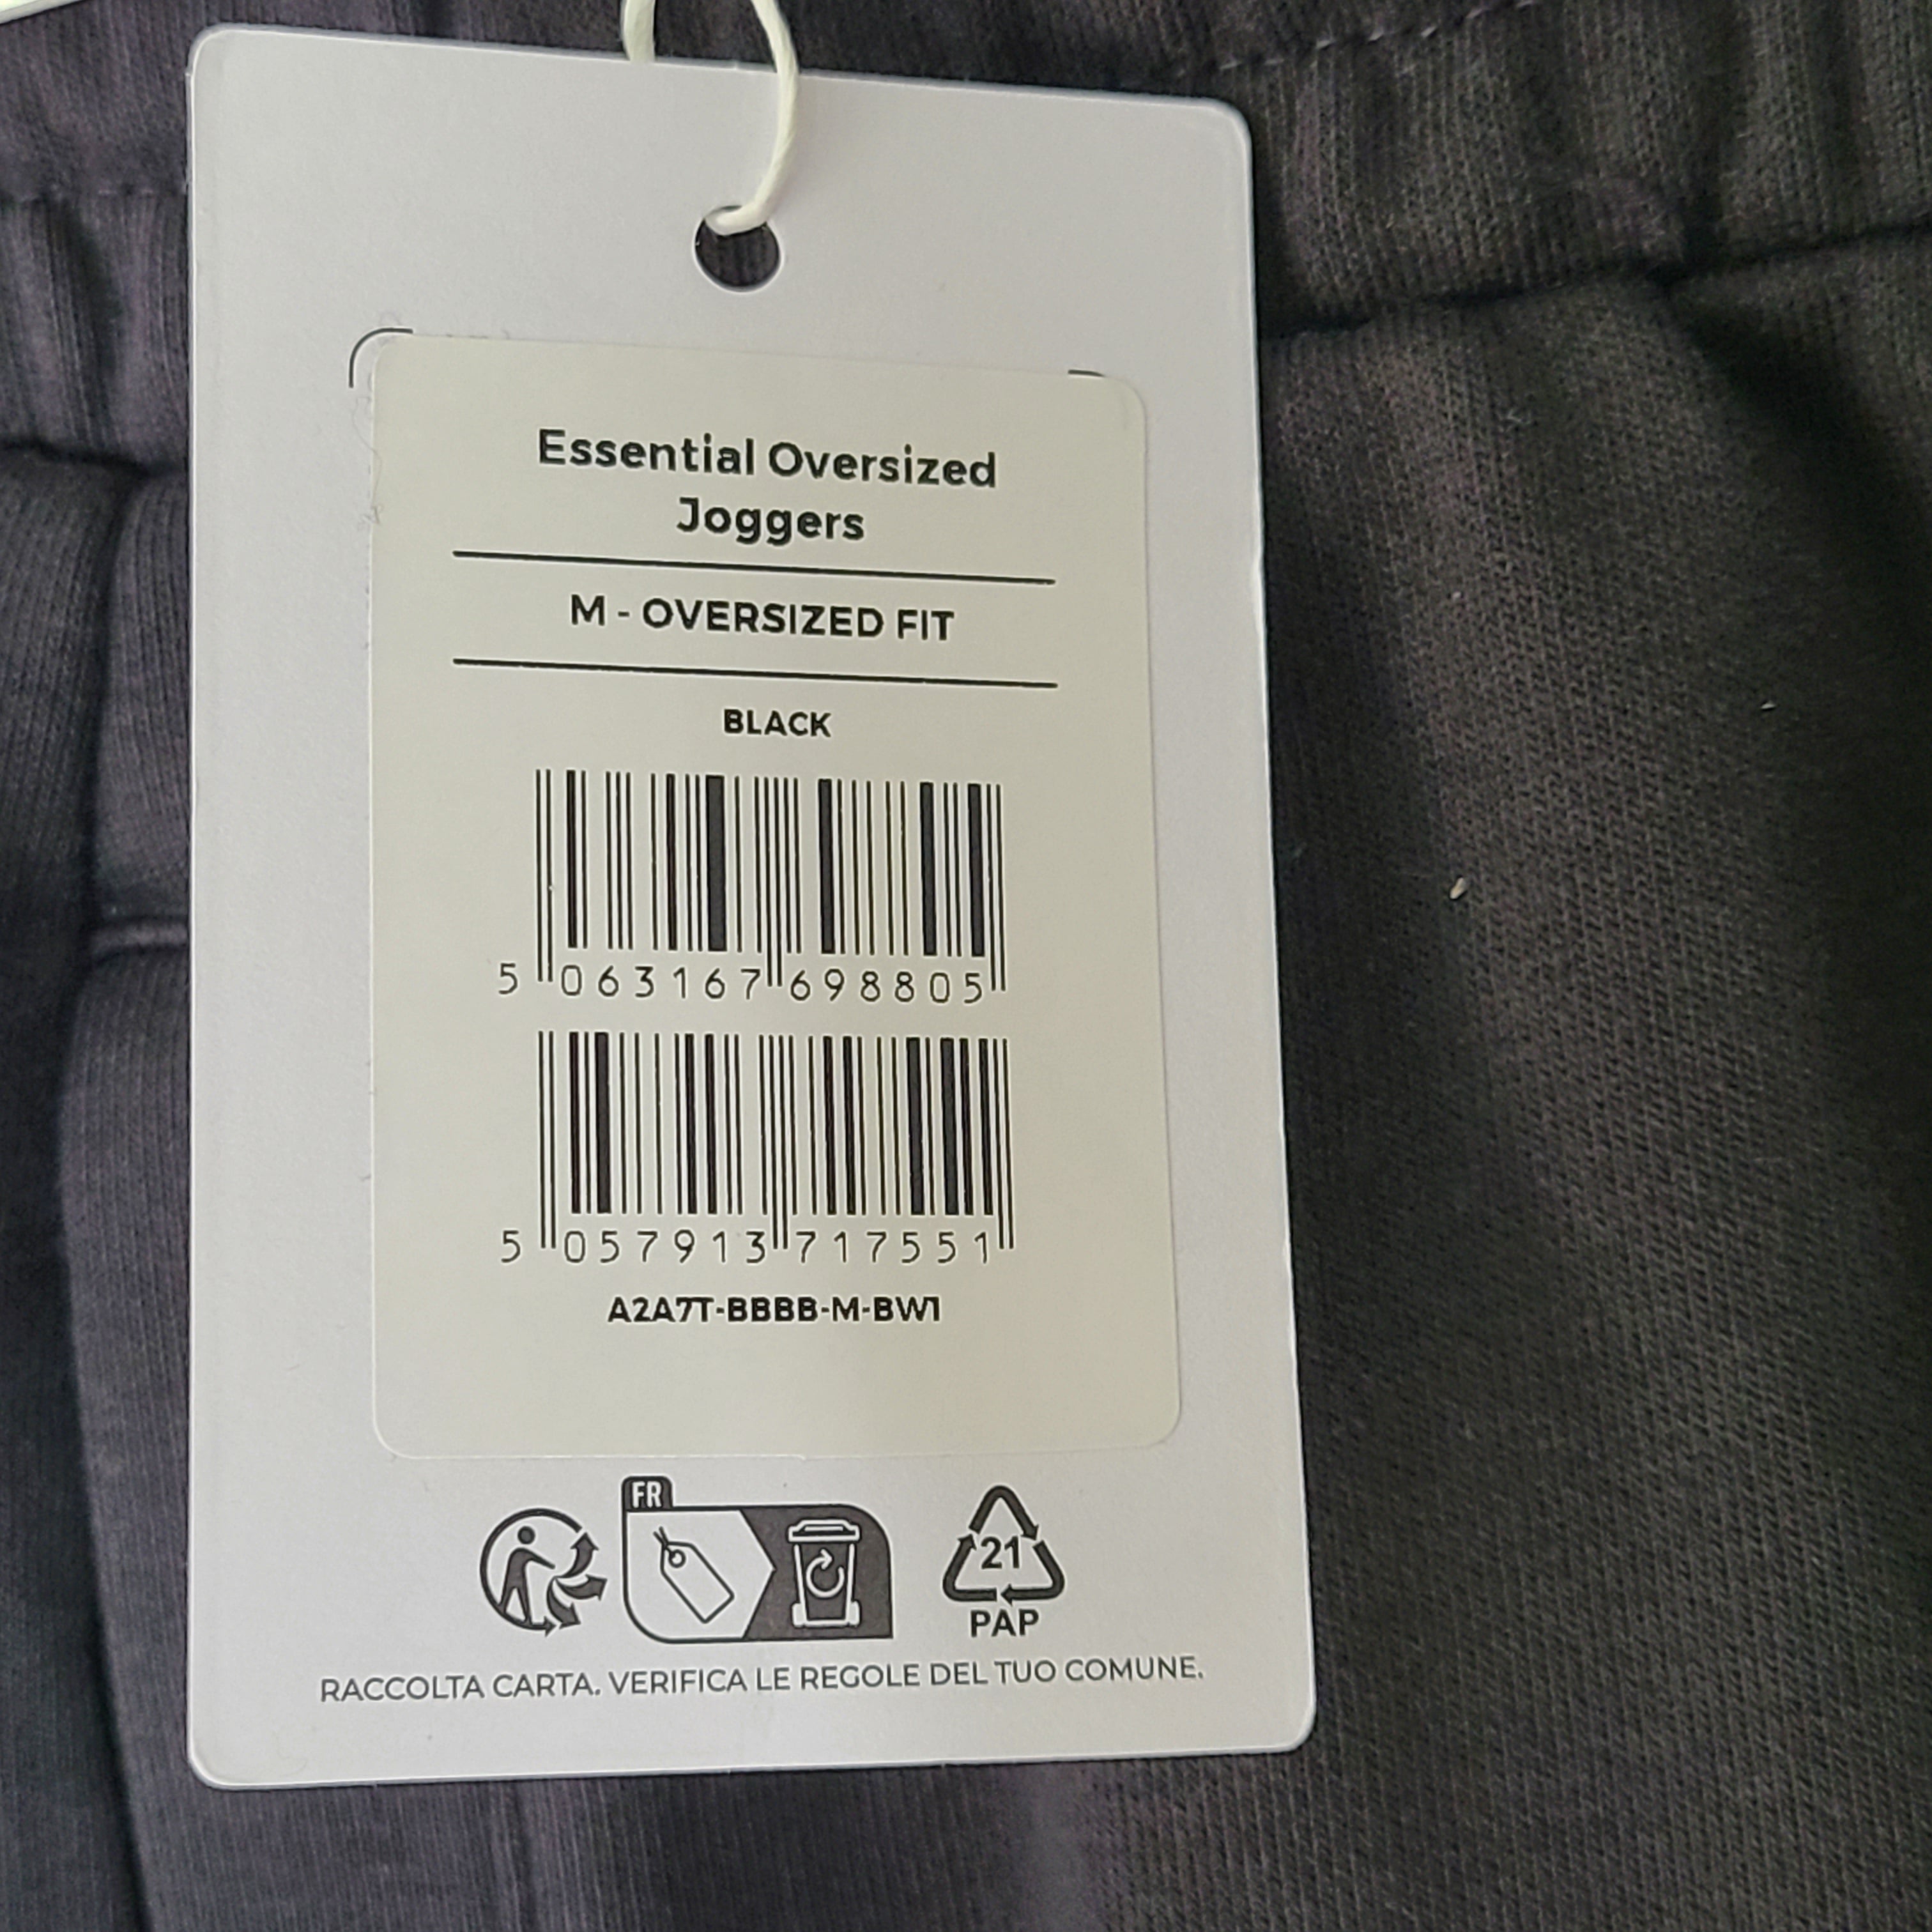 Essential Oversized
Joggers
M - OVERSIZED FIT
BLACK
5 063167 698805
5 057913 717551
A2A7T-BBBB-M-BW1
FR
21
PAP
RACCOLTA CARTA. VERIFICA LE REGOLE DEL TUO COMUNE.